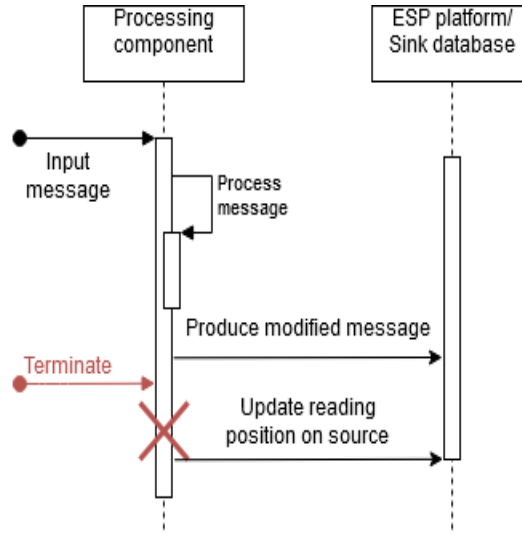 Processing
component
ESP platform/
Sink database
Input
message
Process
message
Produce modified message
Terminate
Update reading
position on source